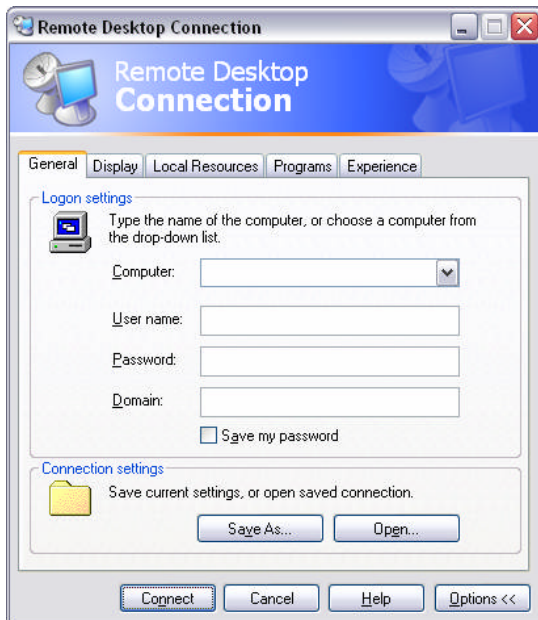 Remote Desktop Connection
Remote Desktop
Connection
General Display Local Resources Programs Experience
Logon settings
Type the name of the computer, or choose a computer from
the drop-down list.
Computer:
User name:
Password:
Domain:
Save my password
Connection settings
Save current settings, or open saved connection.
Save As... Open...
Connect Cancel Help Options <<